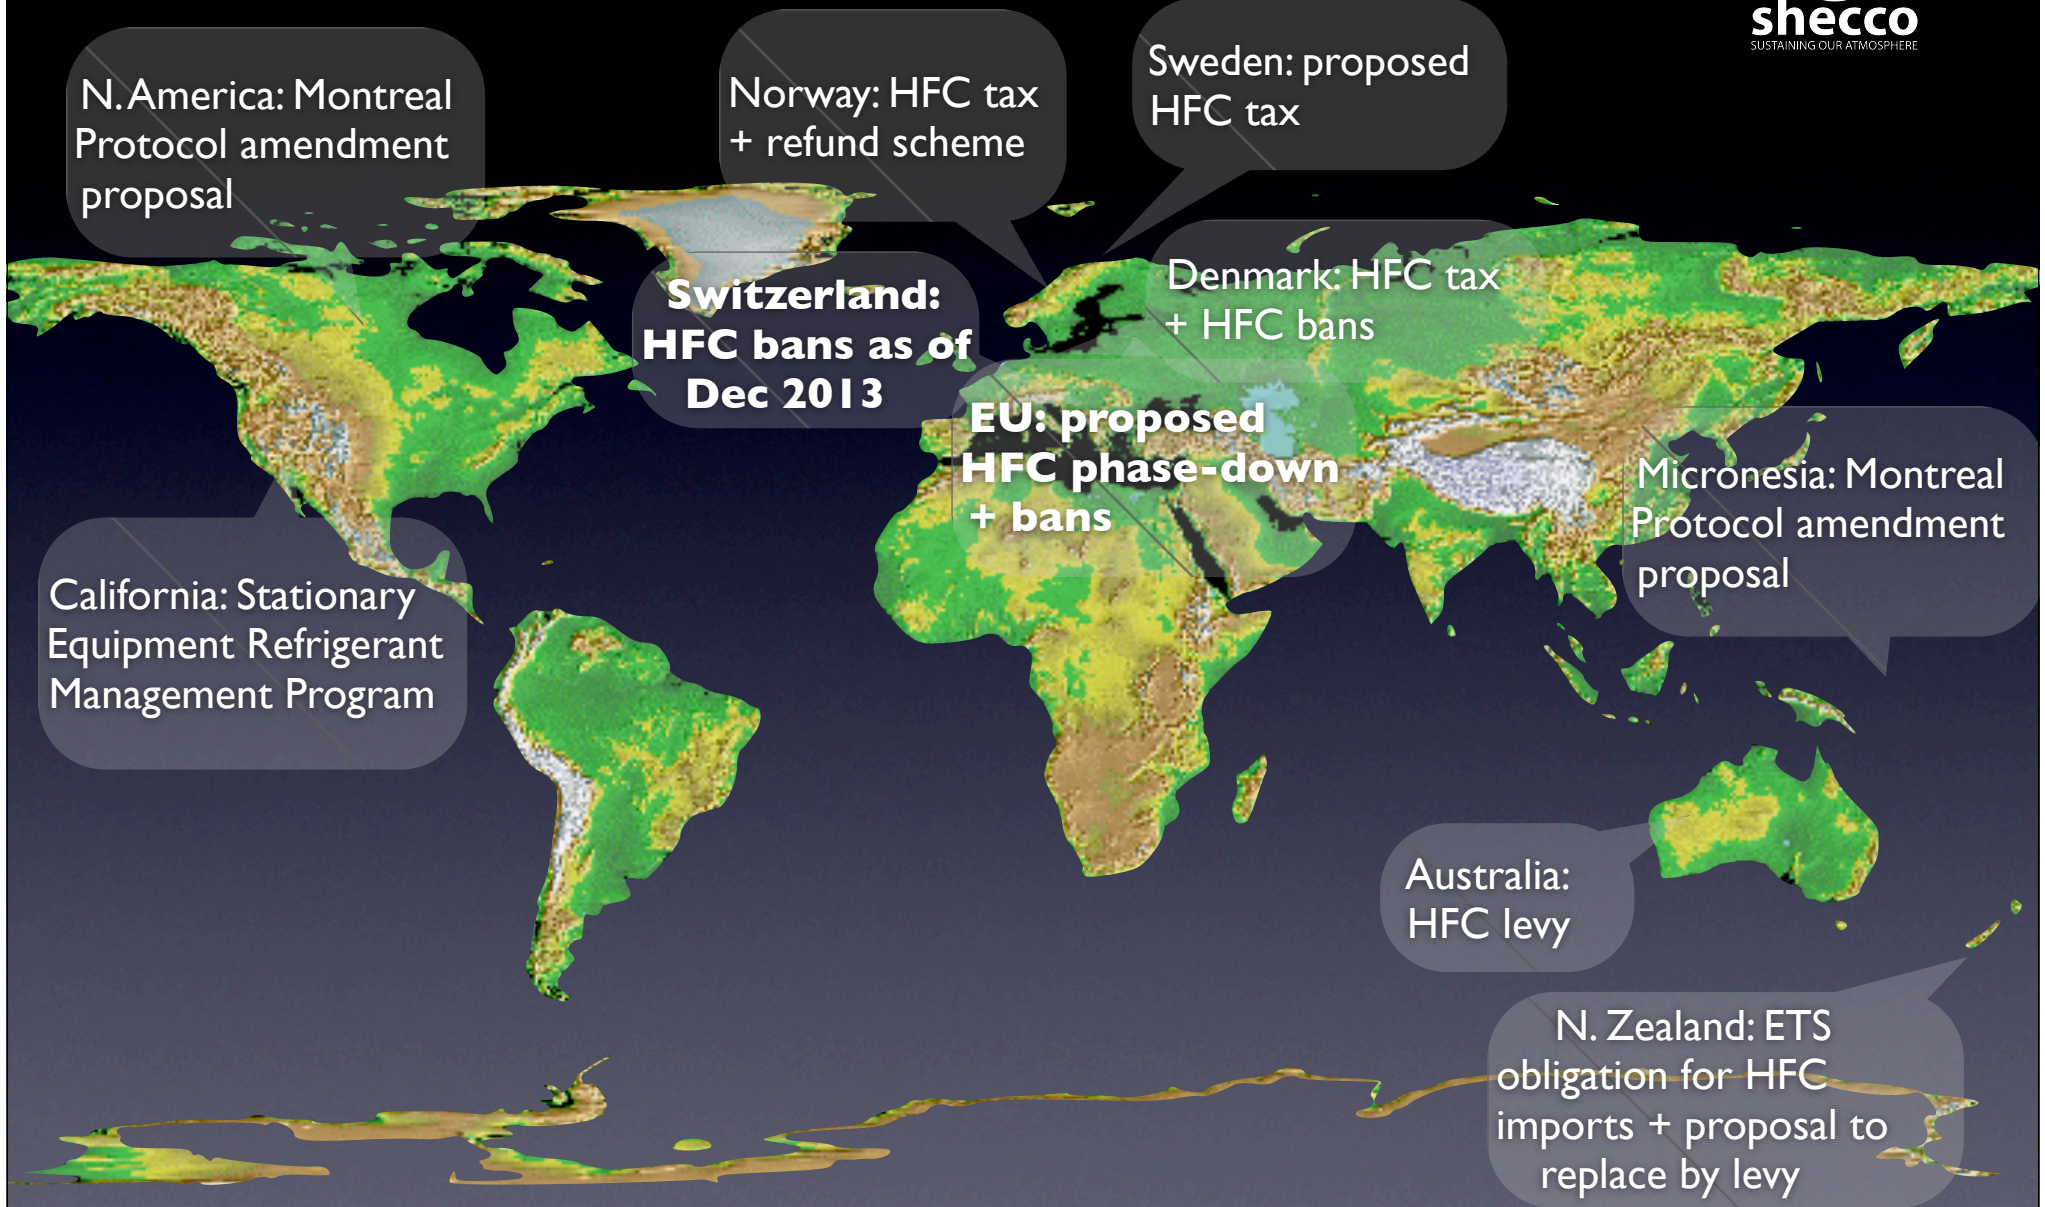 shecco
SUSTAINING OUR ATMOSPHERE
N. America: Montreal
Protocol amendment
proposal
Norway: HFC tax
+ refund scheme
Sweden: proposed
HFC tax
Switzerland:
HFC bans as of
Dec 2013
Denmark: HFC tax
+ HFC bans
EU: proposed
HFC phase-down
+ bans
Micronesia: Montreal
Protocol amendment
proposal
California: Stationary
Equipment Refrigerant
Management Program
Australia:
HFC levy
N. Zealand: ETS
obligation for HFC
imports + proposal to
replace by levy